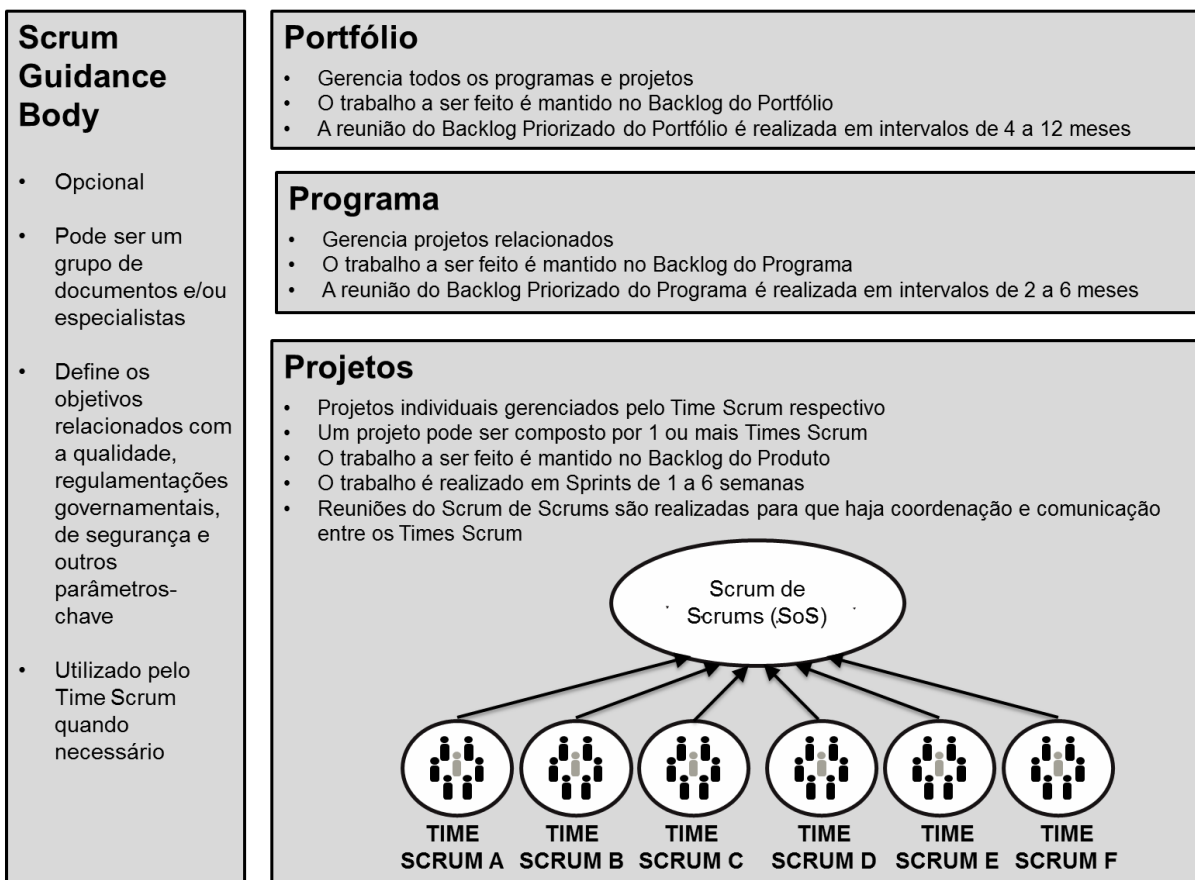 Scrum
Guidance
Body
• Opcional
• Pode ser um
grupo de
documentos e/ou
especialistas
• Define os
objetivos
relacionados com
a qualidade,
regulamentações
governamentais,
de segurança e
outros
parâmetros-
chave
• Utilizado pelo
Time Scrum
quando
necessário
Portfólio
• Gerencia todos os programas e projetos
• O trabalho a ser feito é mantido no Backlog do Portfólio
• A reunião do Backlog Priorizado do Portfólio é realizada em intervalos de 4 a 12 meses
Programa
• Gerencia projetos relacionados
• O trabalho a ser feito é mantido no Backlog do Programa
• A reunião do Backlog Priorizado do Programa é realizada em intervalos de 2 a 6 meses
Projetos
• Projetos individuais gerenciados pelo Time Scrum respectivo
• Um projeto pode ser composto por 1 ou mais Times Scrum
• O trabalho a ser feito é mantido no Backlog do Produto
• O trabalho é realizado em Sprints de 1 a 6 semanas
• Reuniões do Scrum de Scrums são realizadas para que haja coordenação e comunicação
entre os Times Scrum
Scrum de
Scrums (SoS)
TIME
SCRUM A
TIME
SCRUM B
TIME
SCRUM C
TIME
SCRUM D
TIME
SCRUM E
TIME
SCRUM F